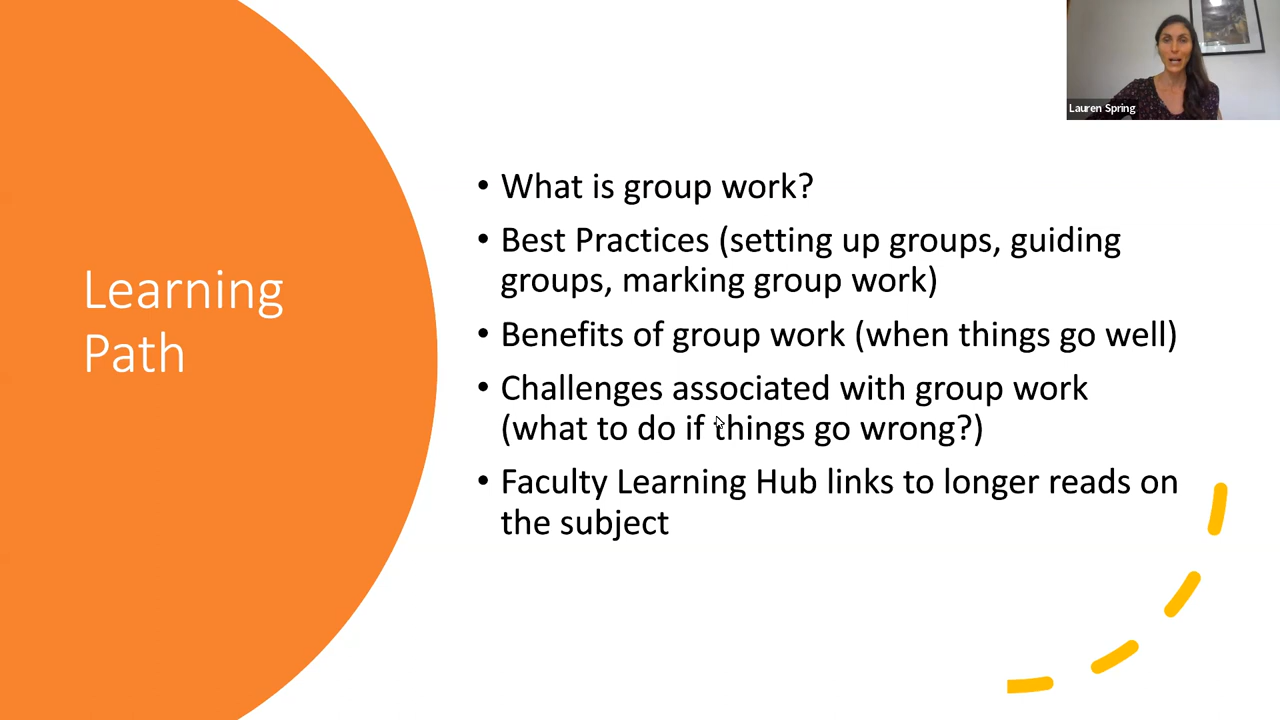 Lauren Spring
Learning
Path
• What is group work?
• Best Practices (setting up groups, guiding
groups, marking group work)
• Benefits of group work (when things go well)
• Challenges associated with group work
(what to do if things go wrong?)
• Faculty Learning Hub links to longer reads on
the subject